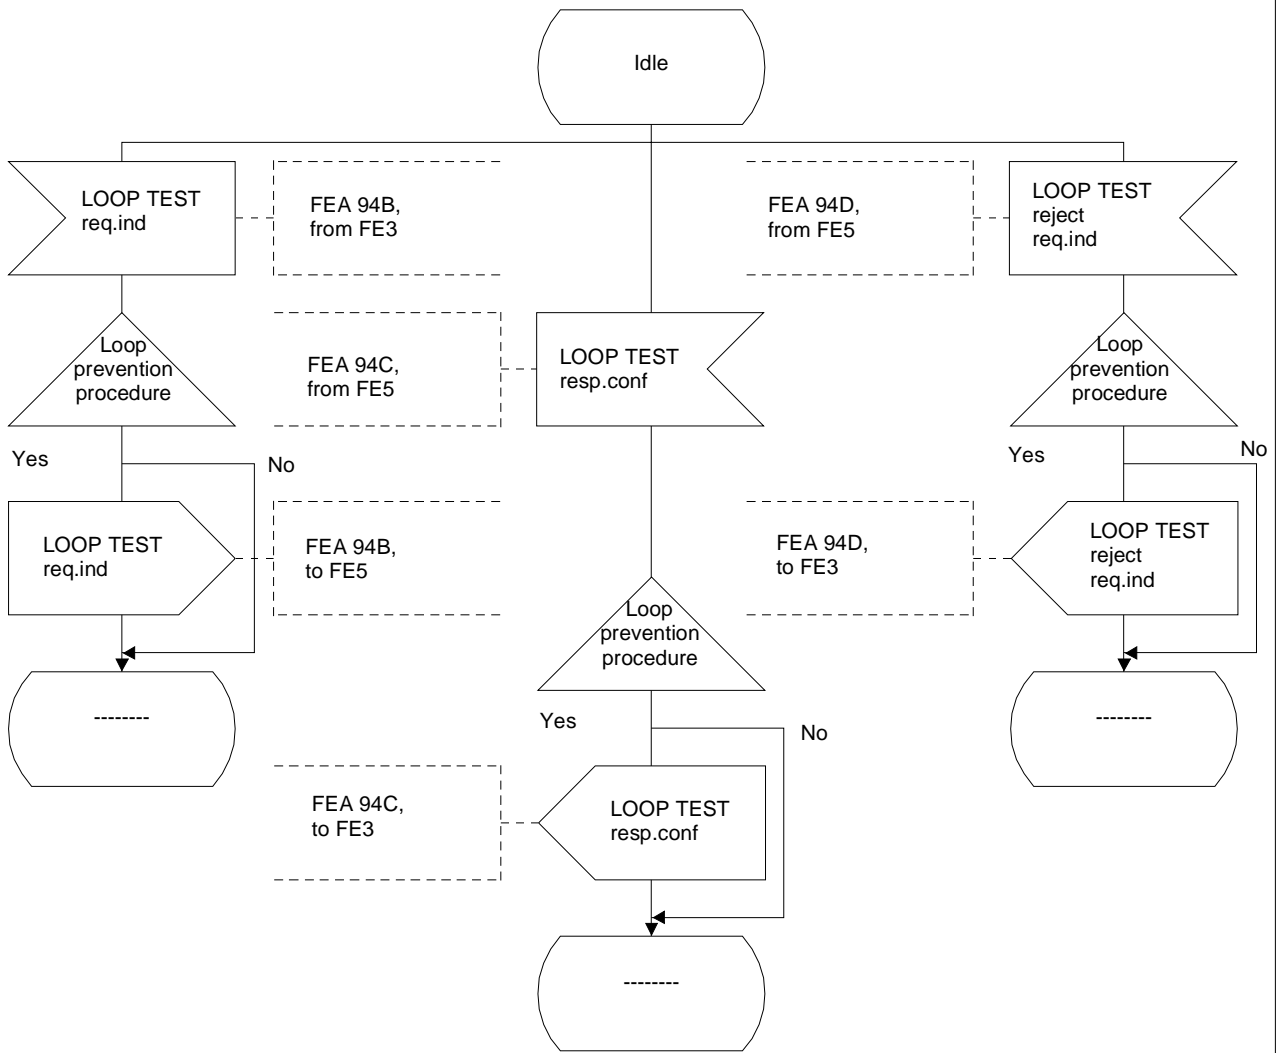 Idle
LOOP TEST
req.ind
FEA 94B,
from FE3
FEA 94D,
from FE5
LOOP TEST
reject
req.ind
Loop
prevention
procedure
FEA 94C,
from FE5
LOOP TEST
resp.conf
Loop
prevention
procedure
Yes
No
Yes
No
LOOP TEST
req.ind
FEA 94B,
to FE5
FEA 94D,
to FE3
LOOP TEST
reject
req.ind
Loop
prevention
procedure
--------
--------
Yes
No
FEA 94C,
to FE3
LOOP TEST
resp.conf
--------